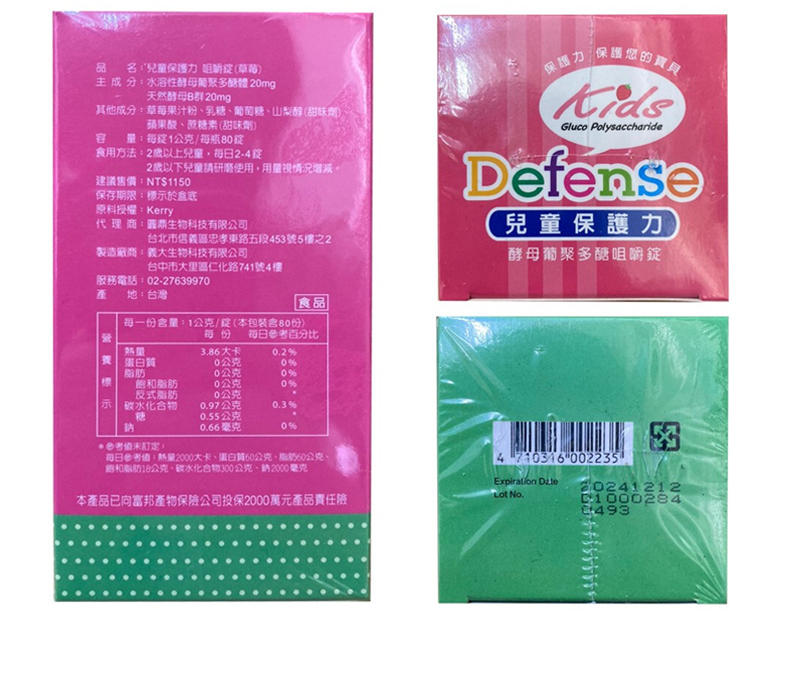 品　　名：兒童保護力 咀嚼錠(草莓)
主 成 分：水溶性酵母葡聚多醣體20mg
天然酵母B群20mg
其他成分：草莓果汁粉、乳糖、葡萄糖、山梨醇(甜味劑)
蘋果酸、蔗糖素(甜味劑)
容　　量：每錠1公克/每瓶80錠
食用方法：2歲以上兒童，每日2-4錠
2歲以下兒童請研磨使用，用量視情況增減。
建議售價：NT$1150
保存期限：標示於盒底
原料授權：Kerry
代 理 商：圓鼎生物科技有限公司
台北市信義區忠孝東路五段453號5樓之2
製造廠商：義大生物科技有限公司
台中市大里區仁化路741號4樓
服務電話：02-27639970
產　　地：台灣
食品
營養標示
每一份含量：1公克/錠 (本包裝含80份)
每 份 每日參考百分比
熱量 3.86大卡 0.2%
蛋白質 0公克 0%
脂肪 0公克 0%
飽和脂肪 0公克 0%
反式脂肪 0公克 *
碳水化合物 0.97公克 0.3%
糖 0.55公克 *
鈉 0.66毫克 0%
*參考值未訂定。
每日參考值：熱量2000大卡、蛋白質60公克、脂肪60公克、
飽和脂肪18公克、碳水化合物300公克、鈉2000毫克
本產品已向富邦產物保險公司投保2000萬元產品責任險
保護力 保護您的寶貝
Kids
Gluco Polysaccharide
Defense
兒童保護力
酵母葡聚多醣咀嚼錠
4 710316 002235
Expiration Date 20241212
Lot No. 01000284
0493